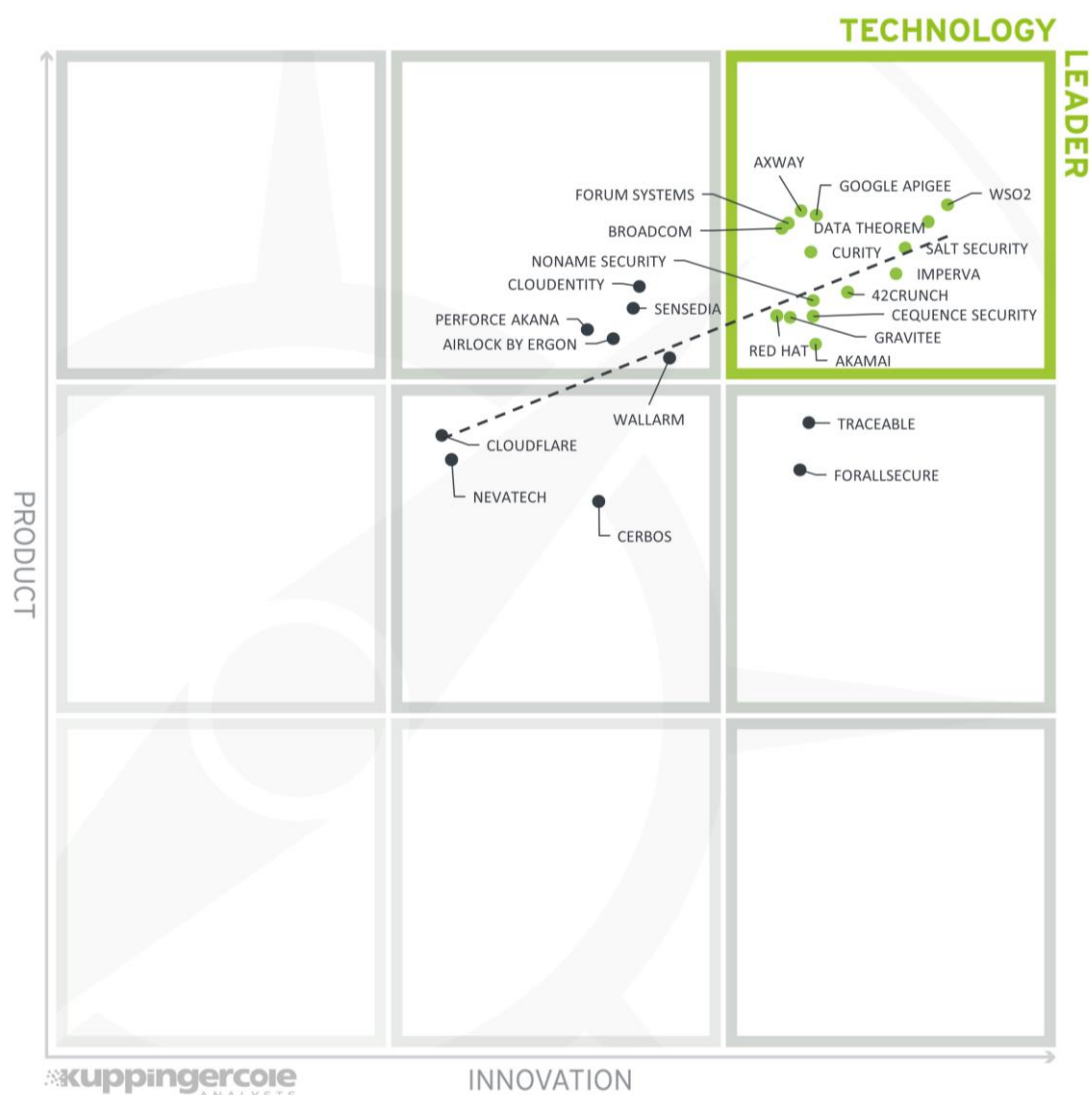 TECHNOLOGY
LEADER
AXWAY
GOOGLE APIGEE
FORUM SYSTEMS
WSO2
BROADCOM
DATA THEOREM
NONAME SECURITY
CURITY
SALT SECURITY
CLOUDENTITY
IMPERVA
SENSEDIA
42CRUNCH
PERFORCE AKANA
CEQUENCE SECURITY
AIRLOCK BY ERGON
GRAVITEE
RED HAT
AKAMAI
WALLARM
TRACEABLE
CLOUDFLARE
FORALLSECURE
NEVATECH
CERBOS
PRODUCT
INNOVATION
kuppingercole
ANALYSTS